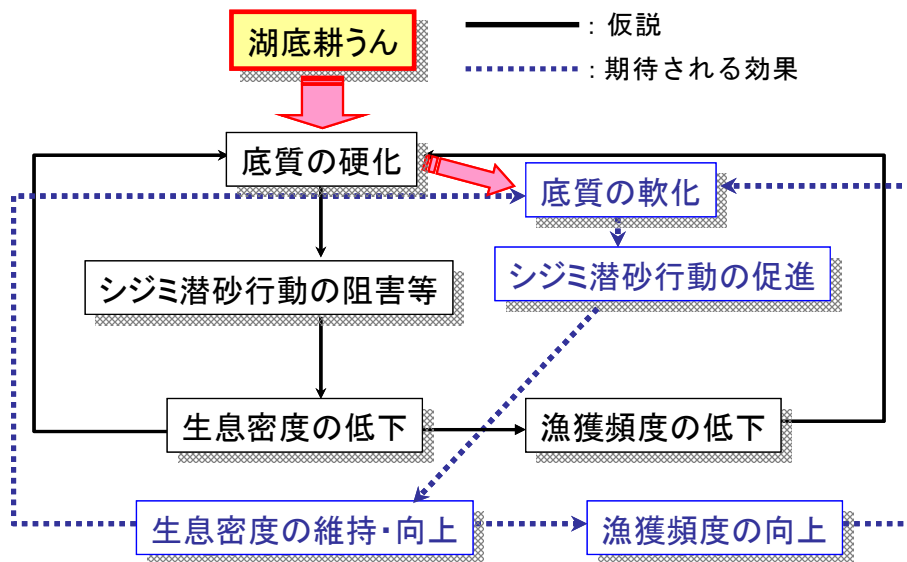 湖底耕うん
: 仮説
: 期待される効果
底質の硬化
底質の軟化
シジミ潜砂行動の阻害等
シジミ潜砂行動の促進
生息密度の低下
漁獲頻度の低下
生息密度の維持・向上
漁獲頻度の向上